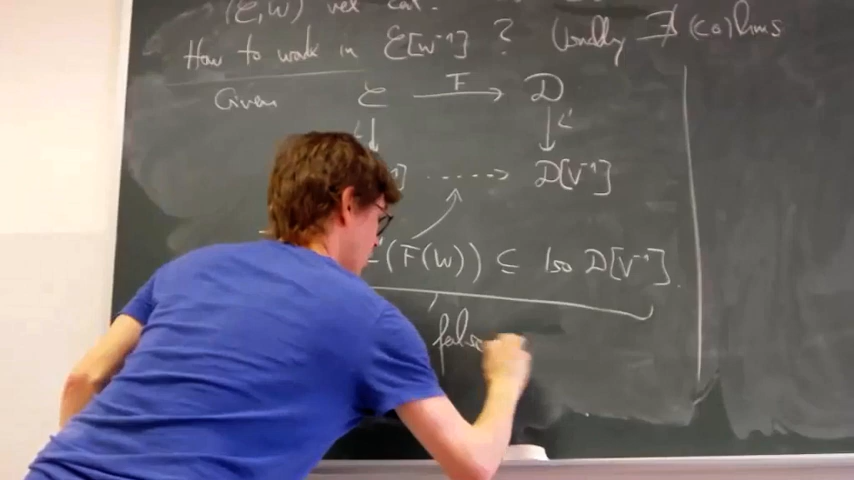 (C,W) rel cat.
How to work in C[W⁻¹] ? Usually ∄ (co)lims
Given C F D
L L'
] D[V⁻¹]
(F(W)) ⊆ Iso D[V⁻¹].
false